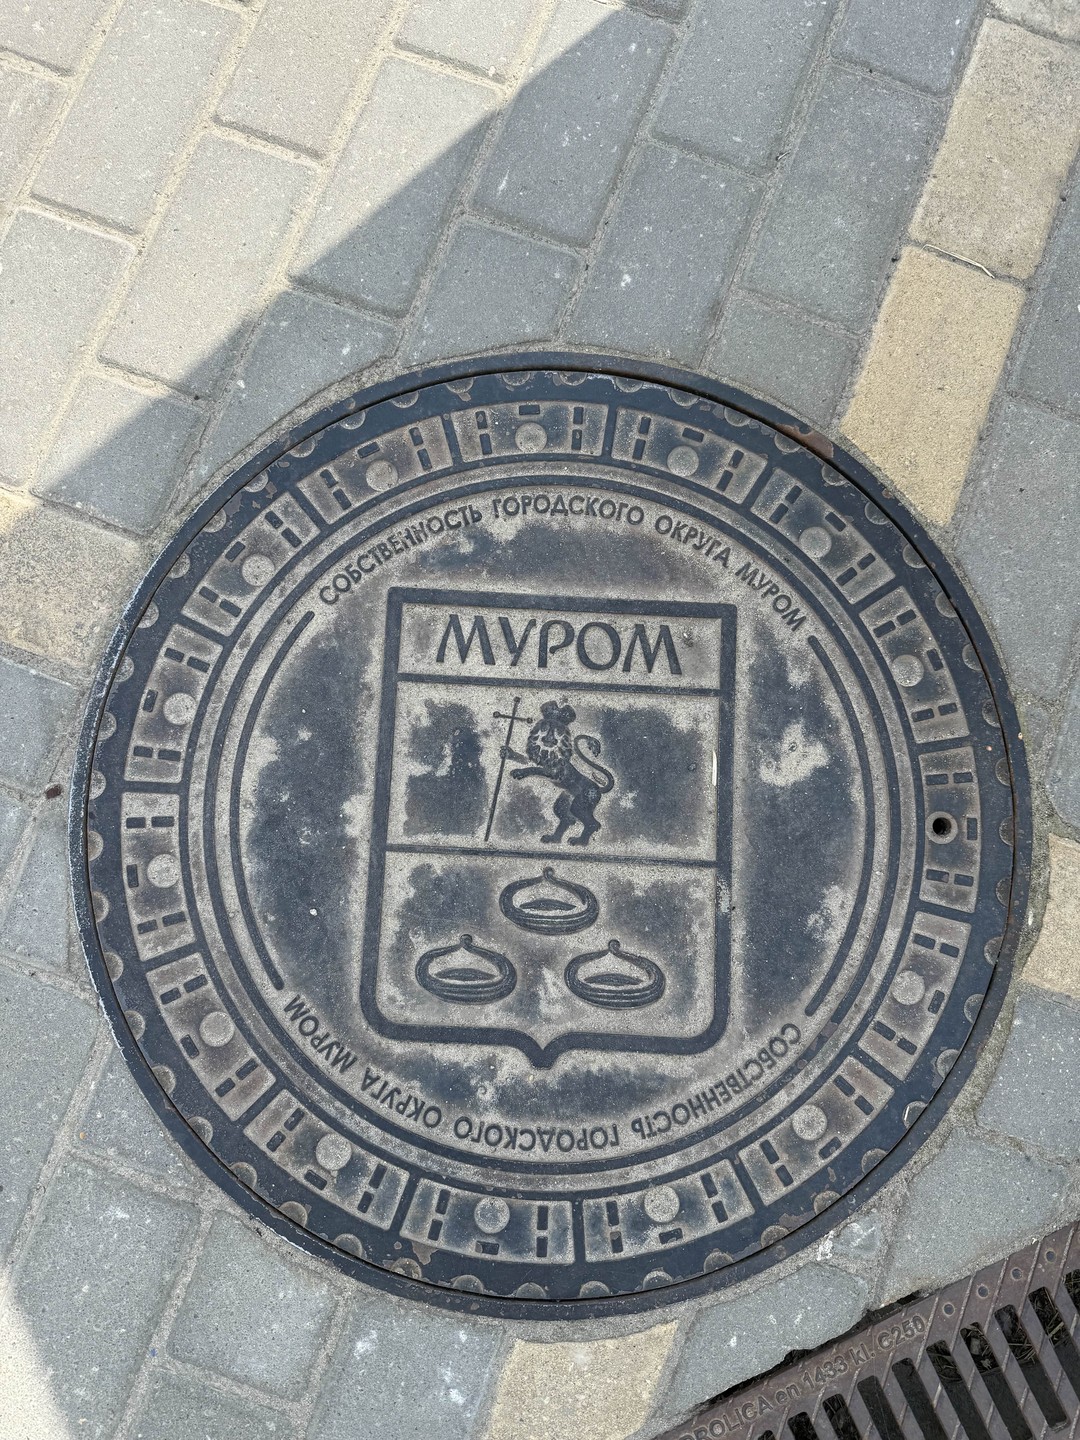 СОБСТВЕННОСТЬ ГОРОДСКОГО ОКРУГА МУРОМ
МУРОМ
СОБСТВЕННОСТЬ ГОРОДСКОГО ОКРУГА МУРОМ
en 1433 kl. C250